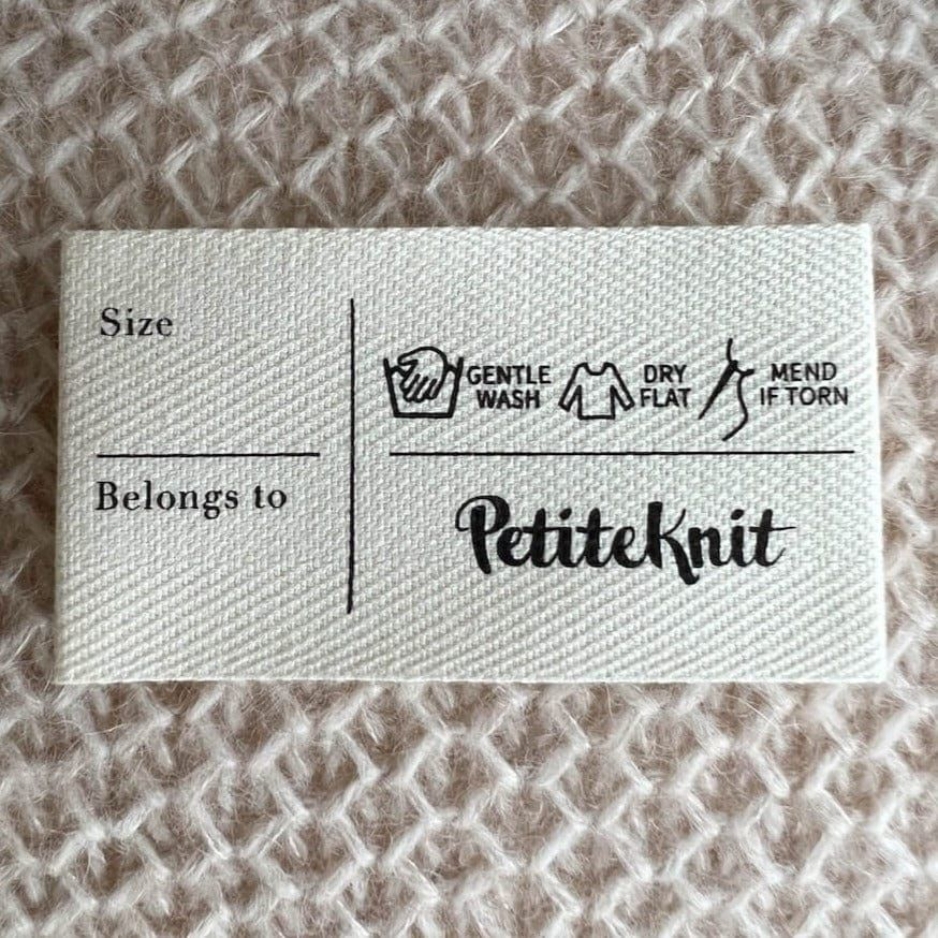 Size
Belongs to
GENTLE
WASH
DRY
FLAT
MEND
IF TORN
PetiteKnit